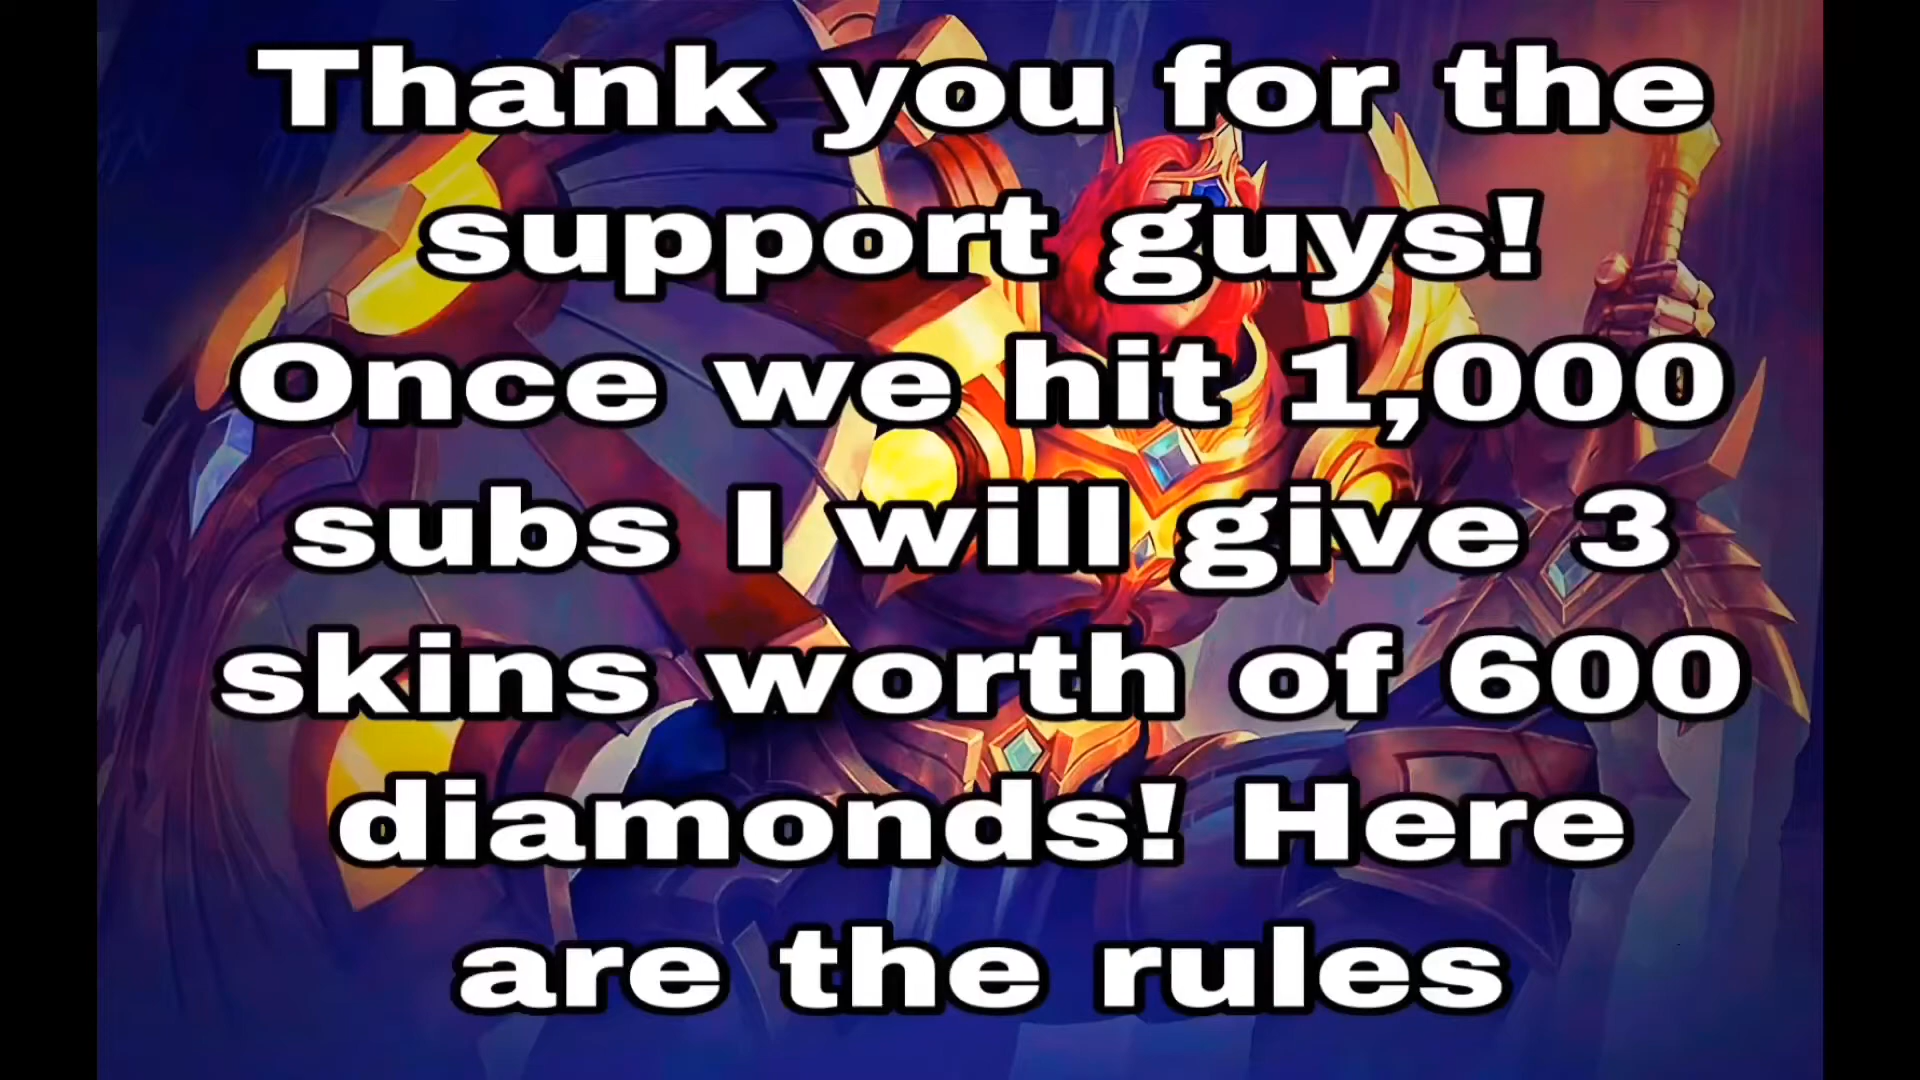 Thank you for the
support guys!
Once we hit 1,000
subs I will give 3
skins worth of 600
diamonds! Here
are the rules